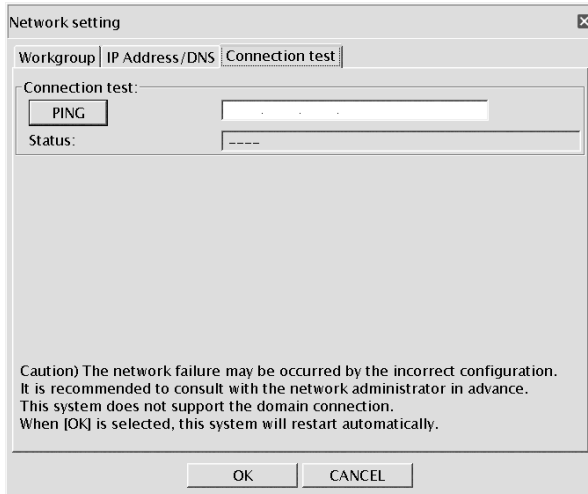 Network setting
Workgroup IP Address/DNS Connection test
Connection test:
PING . . .
Status: ----
Caution) The network failure may be occurred by the incorrect configuration.
It is recommended to consult with the network administrator in advance.
This system does not support the domain connection.
When [OK] is selected, this system will restart automatically.
OK CANCEL